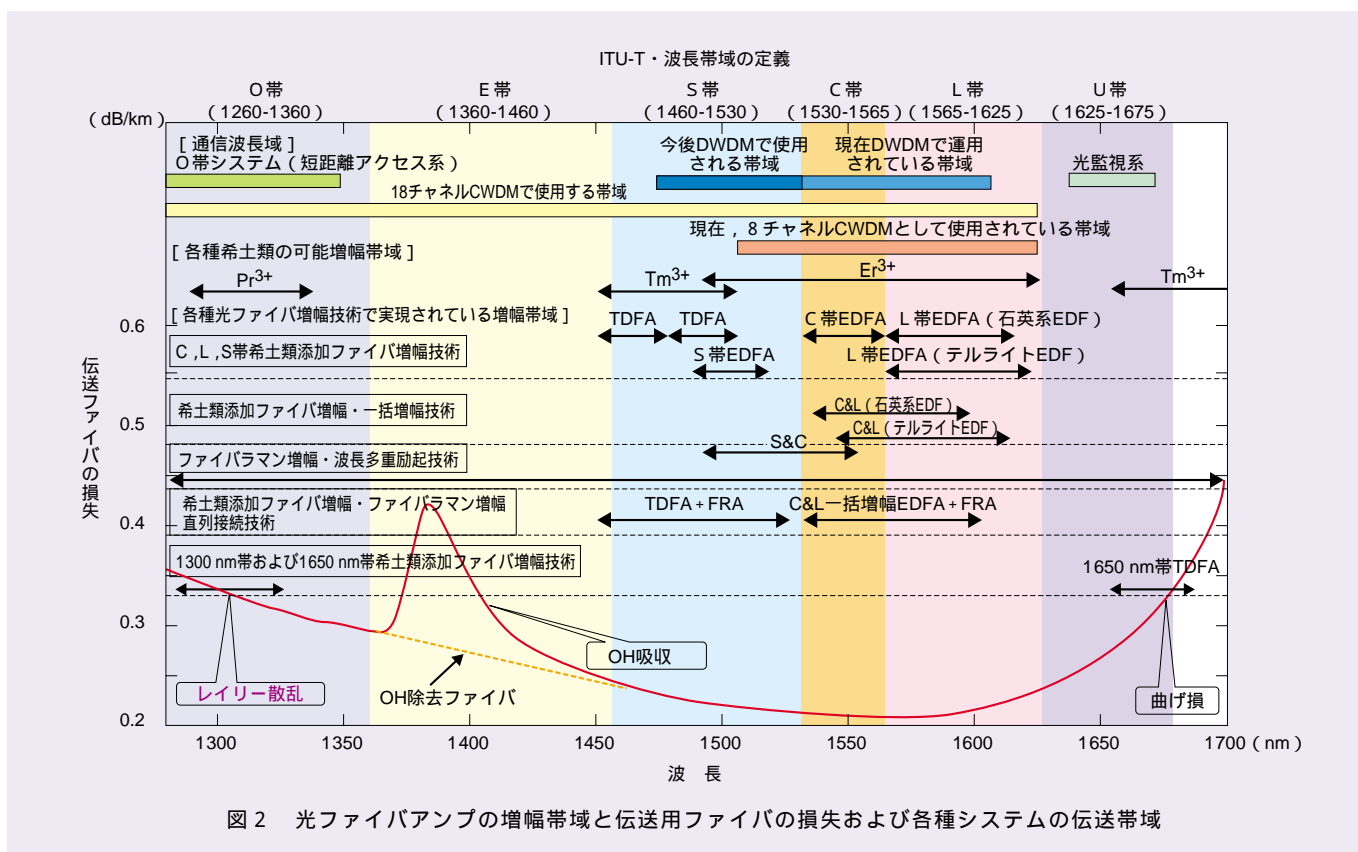 ITU-T・波長帯域の定義
O帯 E帯 S帯 C帯 L帯 U帯
(1260-1360) (1360-1460) (1460-1530) (1530-1565) (1565-1625) (1625-1675)
(dB/km)
[通信波長域]
O帯システム(短距離アクセス系)
今後DWDMで使用
される帯域
現在DWDMで運用
されている帯域
光監視系
18チャネルCWDMで使用する帯域
現在,8チャネルCWDMとして使用されている帯域
[各種希土類の可能増幅帯域]
Pr3+ Tm3+ Er3+ Tm3+
[各種光ファイバ増幅技術で実現されている増幅帯域]
TDFA TDFA C帯EDFA L帯EDFA(石英系EDF)
C,L,S帯希土類添加ファイバ増幅技術
S帯EDFA L帯EDFA(テルライトEDF)
希土類添加ファイバ増幅・一括増幅技術
C&L(石英系EDF)
C&L(テルライトEDF)
S&C
ファイバラマン増幅・波長多重励起技術
希土類添加ファイバ増幅・ファイバラマン増幅
直列接続技術
TDFA+FRA C&L一括増幅EDFA+FRA
1300 nm帯および1650 nm帯希土類添加ファイバ増幅技術
1650 nm帯TDFA
OH吸収
レイリー散乱
OH除去ファイバ
曲げ損
伝送ファイバの損失
0.6
0.5
0.4
0.3
0.2
1300 1350 1400 1450 1500 1550 1600 1650 1700 (nm)
波 長
図2 光ファイバアンプの増幅帯域と伝送用ファイバの損失および各種システムの伝送帯域